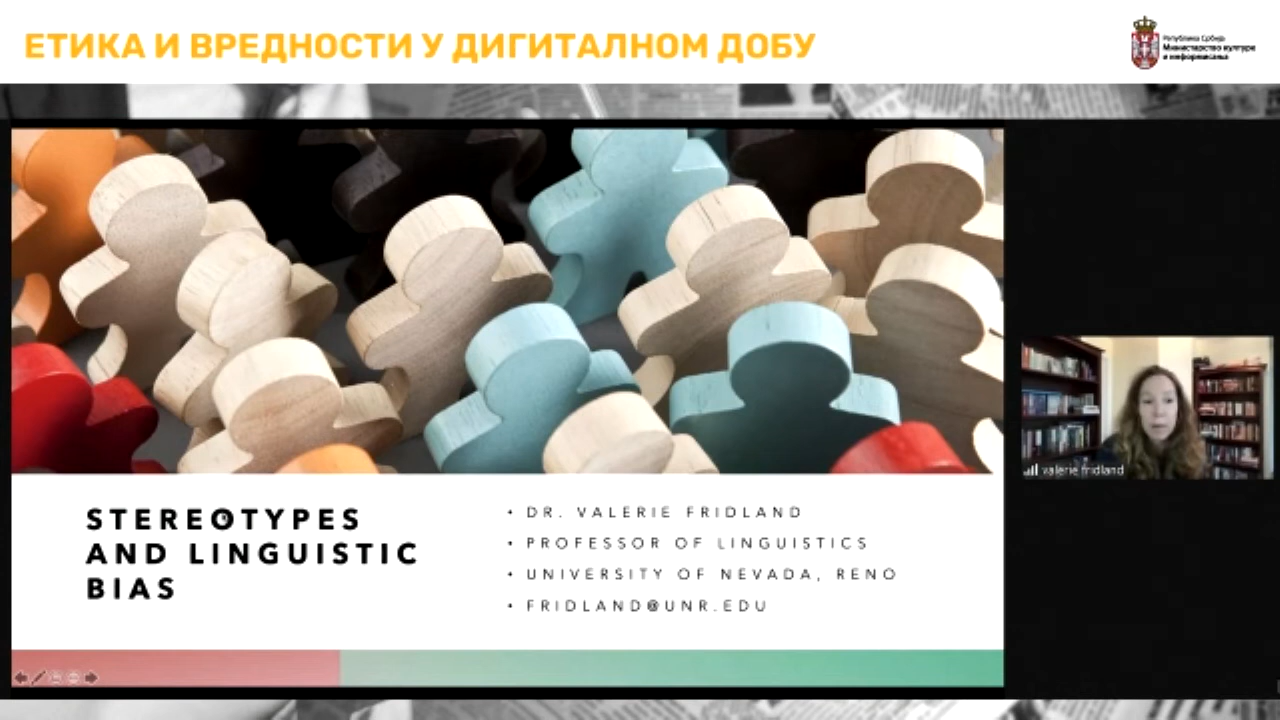 ЕТИКА И ВРЕДНОСТИ У ДИГИТАЛНОМ ДОБУ
Република Србија
Министарство културе
и информисања
STEREOTYPES
AND LINGUISTIC
BIAS
• DR. VALERIE FRIDLAND
• PROFESSOR OF LINGUISTICS
• UNIVERSITY OF NEVADA, RENO
• FRIDLAND@UNR.EDU
valerie fridland